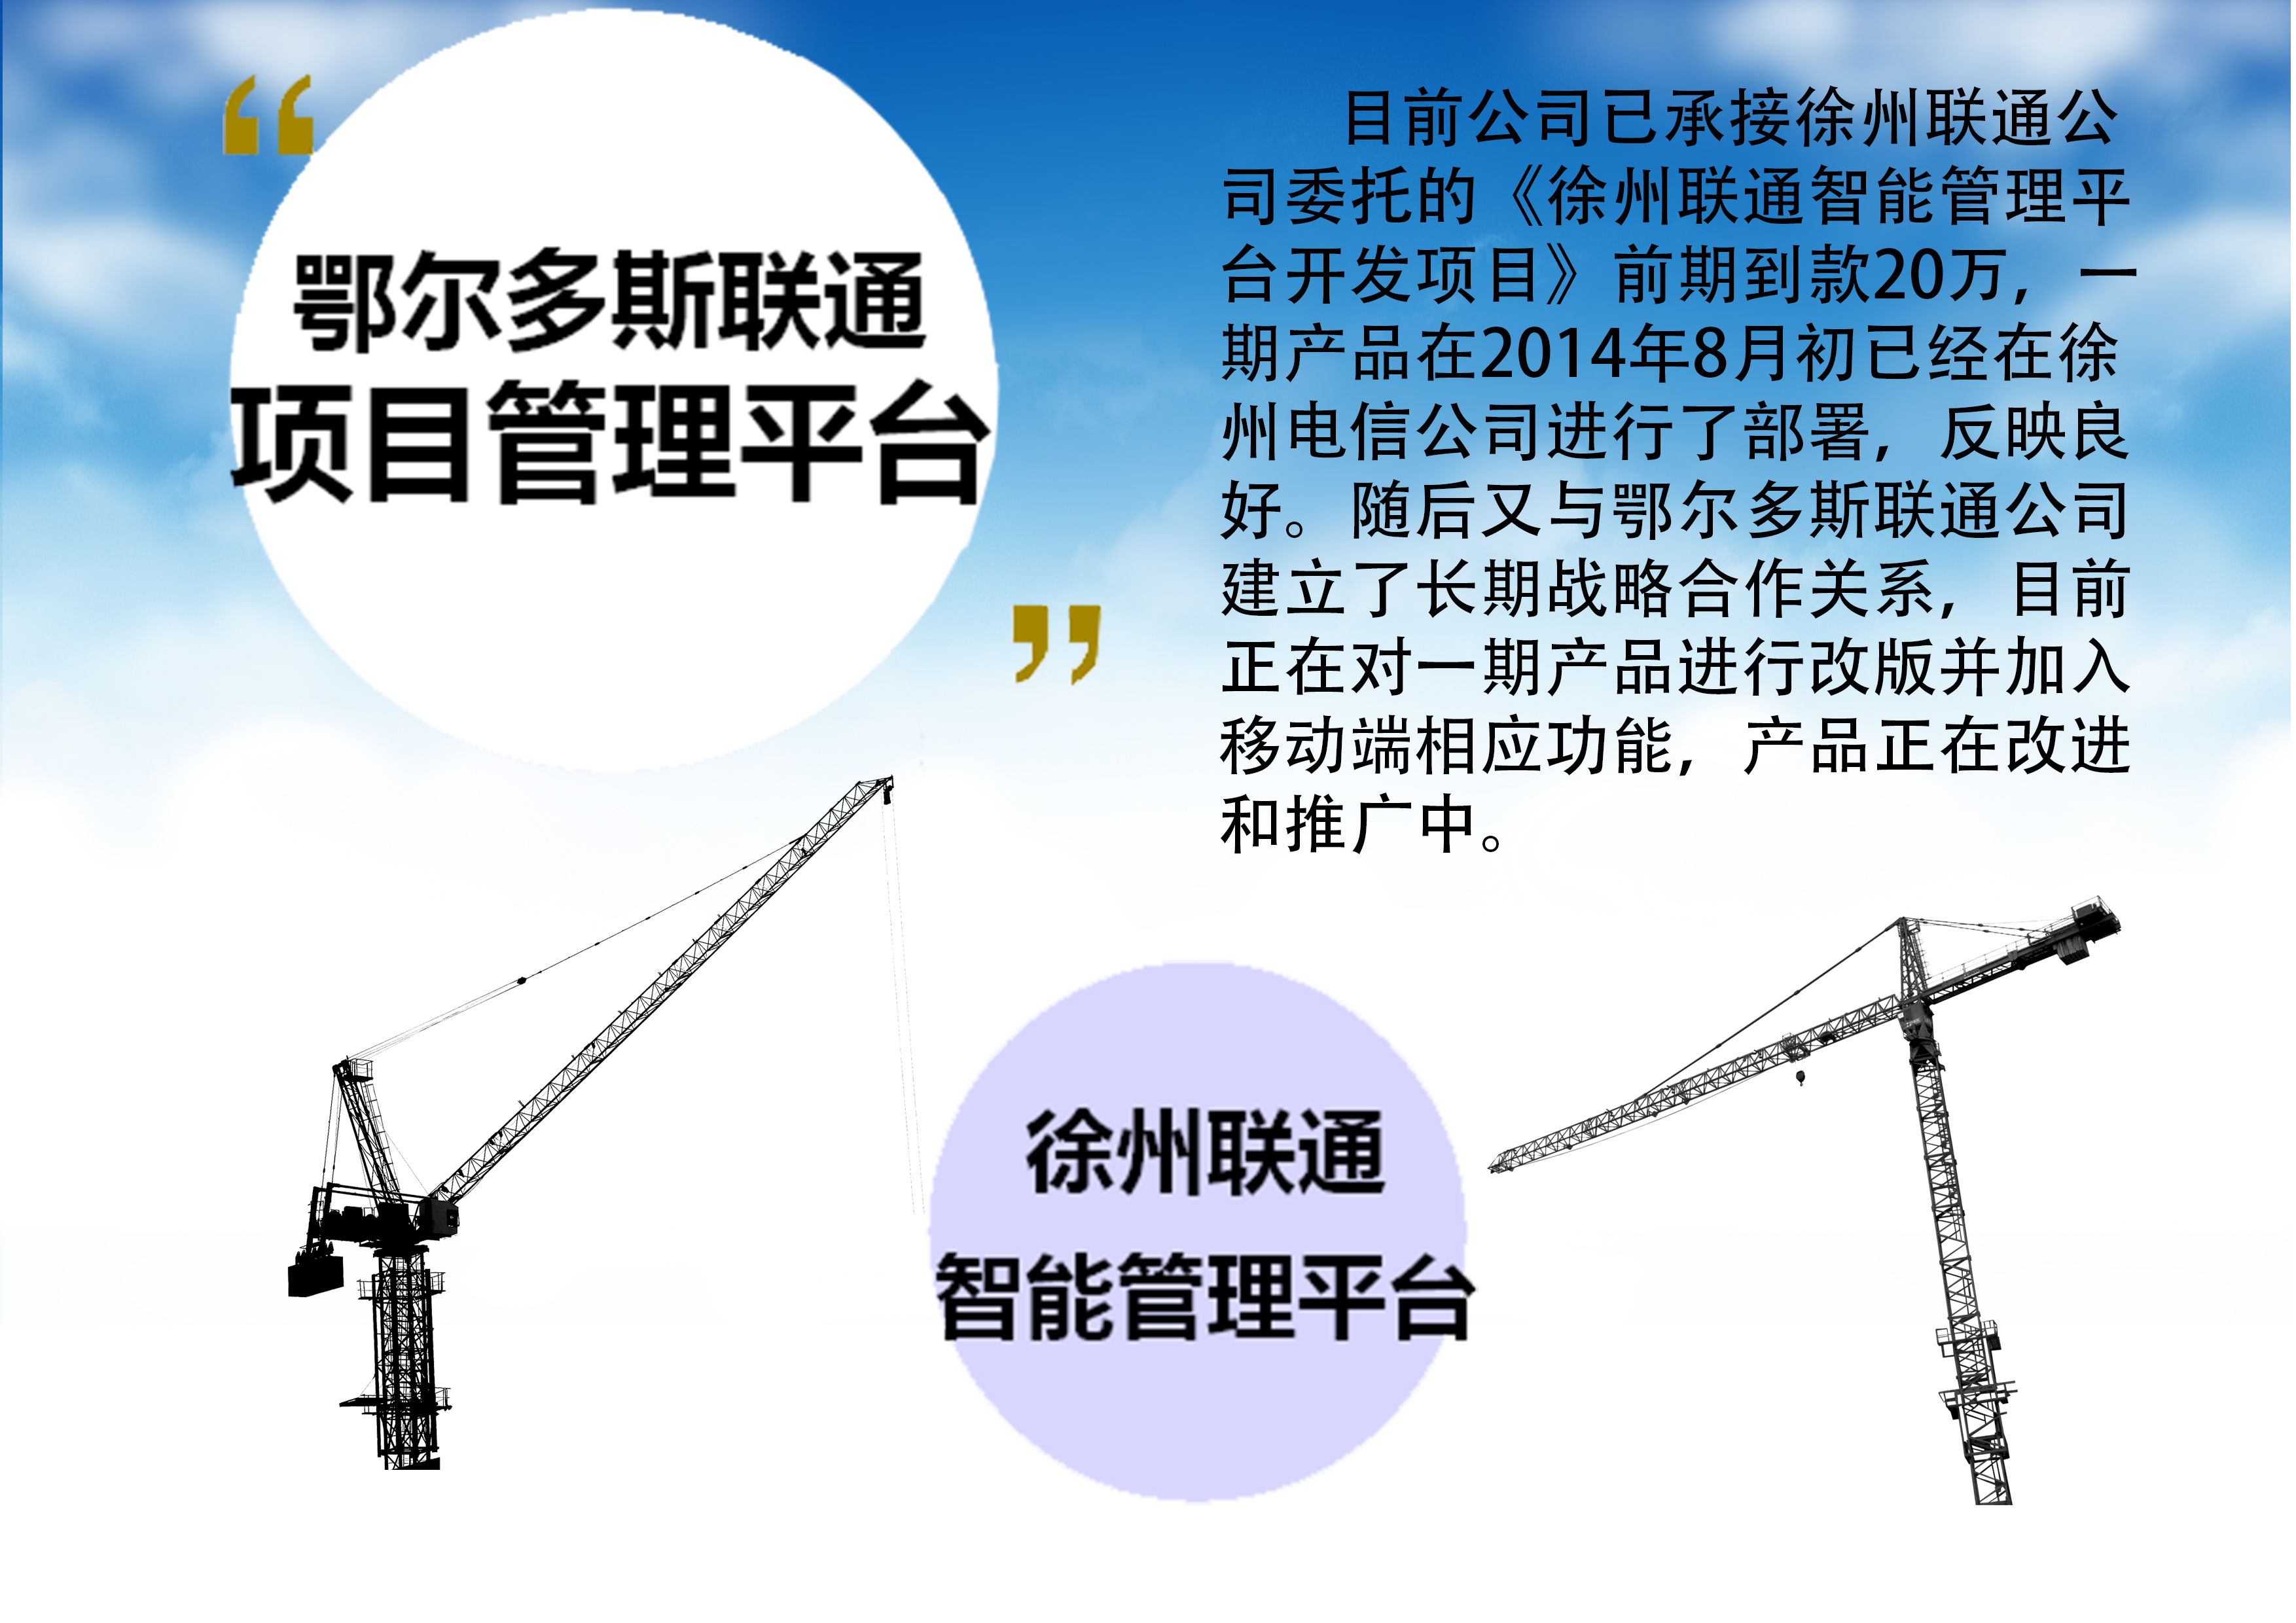 “
鄂尔多斯联通
项目管理平台
”
目前公司已承接徐州联通公
司委托的《徐州联通智能管理平
台开发项目》前期到款20万，一
期产品在2014年8月初已经在徐
州电信公司进行了部署，反映良
好。随后又与鄂尔多斯联通公司
建立了长期战略合作关系，目前
正在对一期产品进行改版并加入
移动端相应功能，产品正在改进
和推广中。
徐州联通
智能管理平台